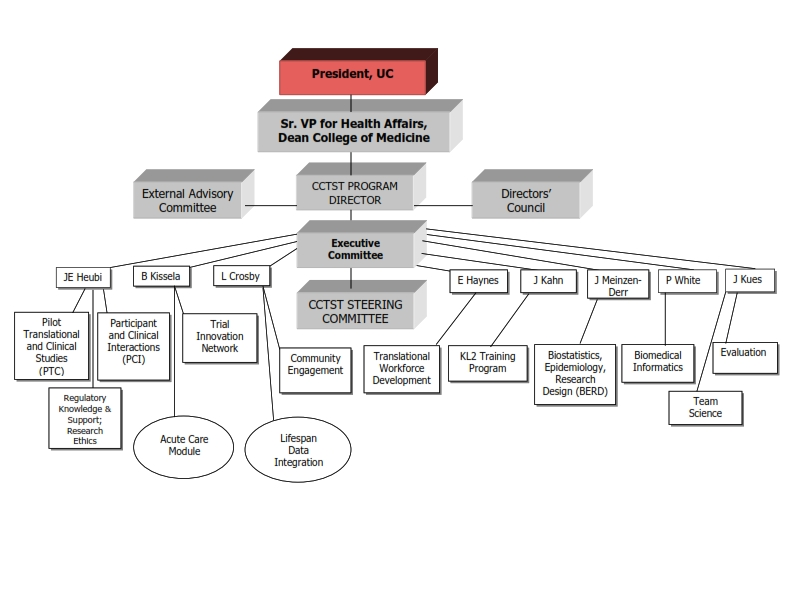 President, UC
Sr. VP for Health Affairs,
Dean College of Medicine
External Advisory
Committee
CCTST PROGRAM
DIRECTOR
Directors’
Council
Executive
Committee
JE Heubi
B Kissela
L Crosby
CCTST STEERING
COMMITTEE
E Haynes
J Kahn
J Meinzen-
Derr
P White
J Kues
Pilot
Translational
and Clinical
Studies
(PTC)
Participant
and Clinical
Interactions
(PCI)
Trial
Innovation
Network
Community
Engagement
Translational
Workforce
Development
KL2 Training
Program
Biostatistics,
Epidemiology,
Research
Design (BERD)
Biomedical
Informatics
Evaluation
Regulatory
Knowledge &
Support;
Research
Ethics
Team
Science
Acute Care
Module
Lifespan
Data
Integration